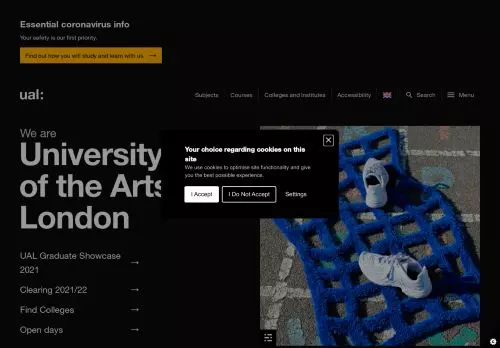 Essential coronavirus info
Your safety is our first priority.
Find out how you will study and learn with us
ual:
Subjects
Courses
Colleges and Institutes
Accessibility
Search
Menu
We are
University
of the Arts
London
Your choice regarding cookies on this
site
We use cookies to optimise site functionality and give
you the best possible experience.
I Accept
I Do Not Accept
Settings
UAL Graduate Showcase
2021
Clearing 2021/22
Find Colleges
Open days